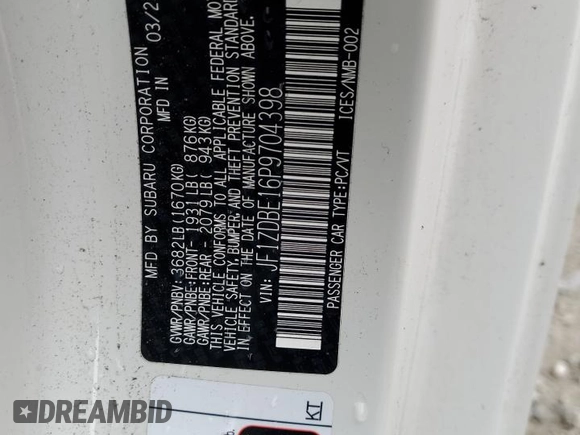 MFD BY SUBARU CORPORATION 03/2
MFD IN
GVWR/PNBV: 3682LB(1670KG)
GAWR/PNBE:FRONT- 1931LB( 876KG)
GAWR/PNBE:REAR - 2079LB( 943KG)
THIS VEHICLE CONFORMS TO ALL APPLICABLE FEDERAL MO
VEHICLE SAFETY,BUMPER, AND THEFT PREVENTION STANDARD
IN EFFECT ON THE DATE OF MANUFACTURE SHOWN ABOVE.
VIN: JF1ZDBE16P9704398
PASSENGER CAR TYPE:PC/VT
ICES/NMB-002
KI
DREAMBID